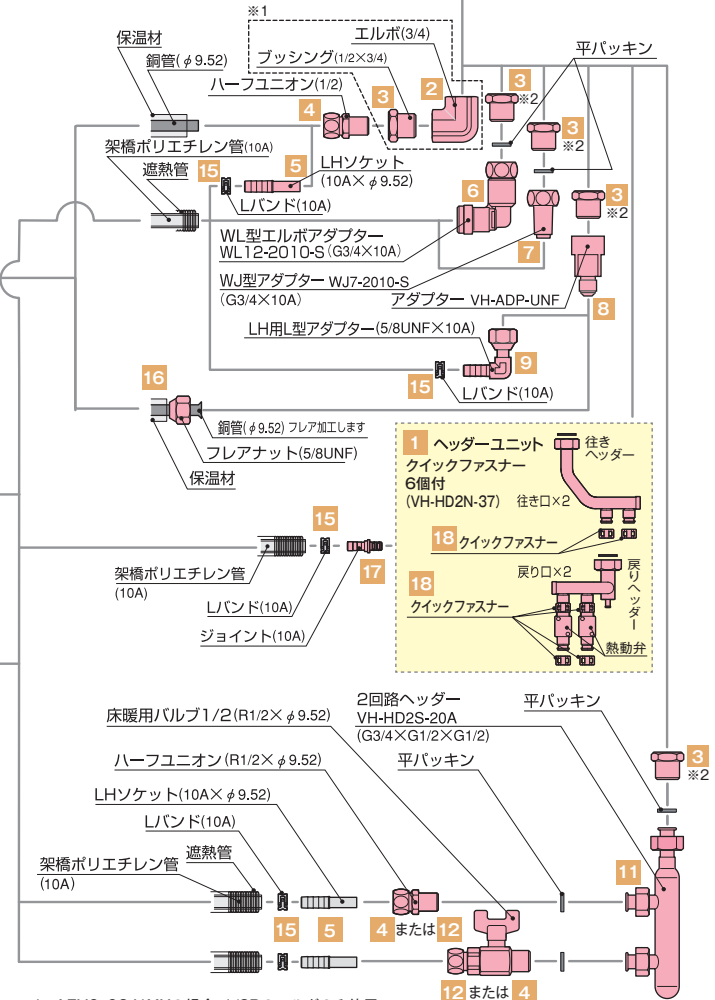 ※1
保温材
銅管(φ9.52)
エルボ(3/4)
ブッシング(1/2×3/4)
ハーフユニオン(1/2)
平パッキン
4
3
2
3
※2
3
※2
3
※2
架橋ポリエチレン管(10A)
遮熱管
15
5
LHソケット
(10A×φ9.52)
Lバンド(10A)
6
WL型エルボアダプター
WL12-2010-S(G3/4×10A)
7
WJ型アダプター WJ7-2010-S
(G3/4×10A)
アダプター VH-ADP-UNF
8
LH用L型アダプター(5/8UNF×10A)
9
15
Lバンド(10A)
16
銅管(φ9.52)フレア加工します
フレアナット(5/8UNF)
保温材
1 ヘッダーユニット
クイックファスナー
6個付
(VH-HD2N-37)
往き
ヘッダー
往き口×2
18 クイックファスナー
18
戻り口×2
戻りヘッダー
クイックファスナー
熱動弁
15
17
架橋ポリエチレン管
(10A)
Lバンド(10A)
ジョイント(10A)
床暖用バルブ1/2(R1/2×φ9.52)
2回路ヘッダー
VH-HD2S-20A
(G3/4×G1/2×G1/2)
平パッキン
ハーフユニオン(R1/2×φ9.52)
平パッキン
3
※2
LHソケット(10A×φ9.52)
Lバンド(10A)
遮熱管
架橋ポリエチレン管
(10A)
11
15
5
4 または 12
12 または 4